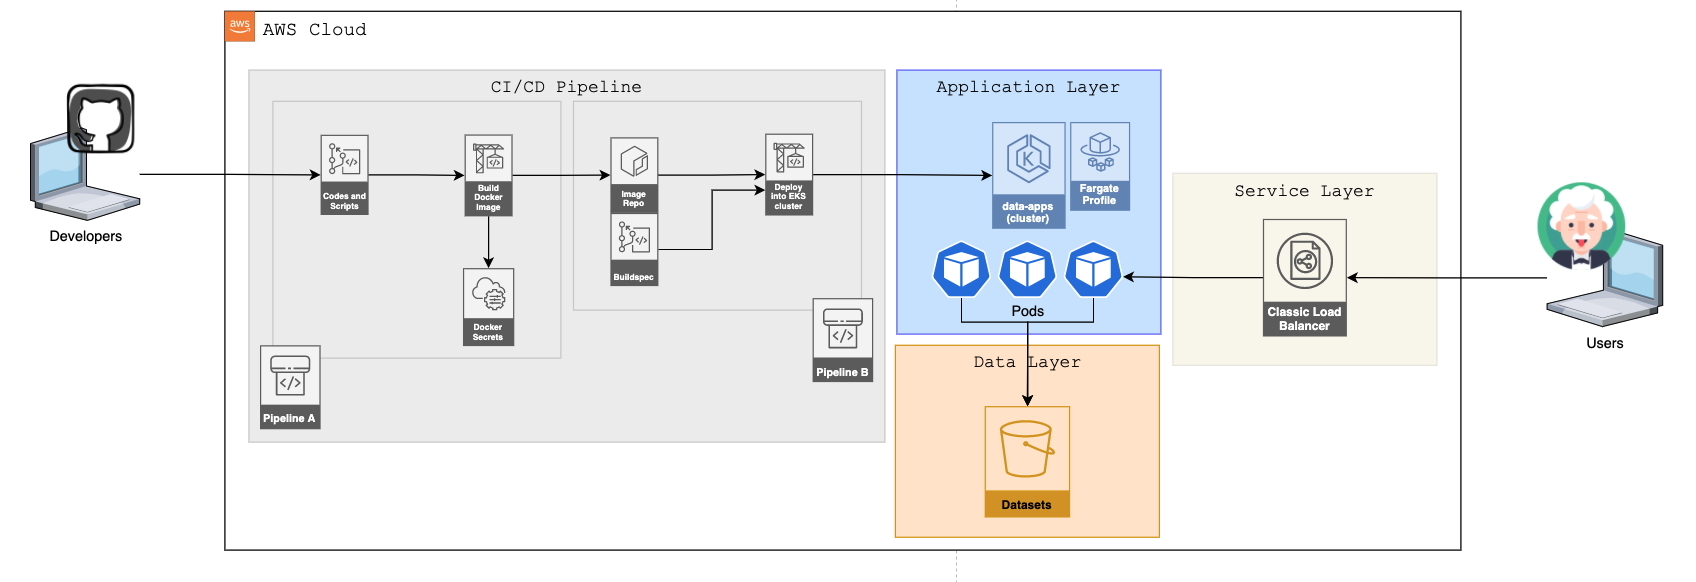 aws
AWS Cloud
CI/CD Pipeline
Application Layer
Codes and
Scripts
Build
Docker
Image
Image
Repo
Deploy
into EKS
cluster
K
data-apps
(cluster)
Fargate
Profile
Service Layer
Developers
Buildspec
Docker
Secrets
Pods
Classic Load
Balancer
Users
Pipeline A
Pipeline B
Data Layer
Datasets